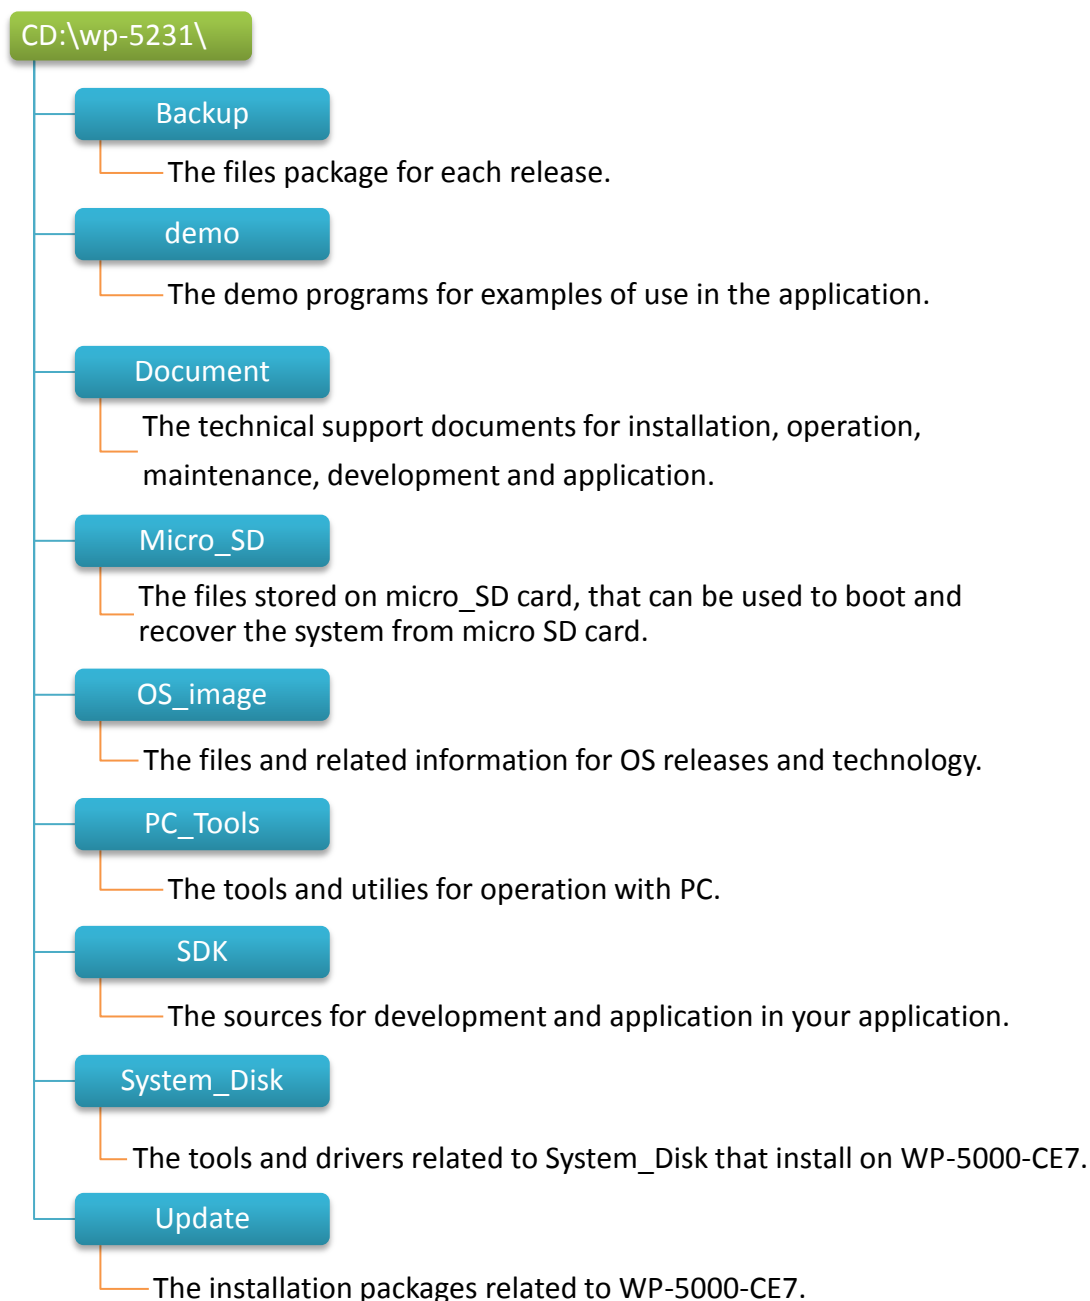 CD:\wp-5231\
Backup
The files package for each release.
demo
The demo programs for examples of use in the application.
Document
The technical support documents for installation, operation,
maintenance, development and application.
Micro_SD
The files stored on micro_SD card, that can be used to boot and
recover the system from micro SD card.
OS_image
The files and related information for OS releases and technology.
PC_Tools
The tools and utilies for operation with PC.
SDK
The sources for development and application in your application.
System_Disk
The tools and drivers related to System_Disk that install on WP-5000-CE7.
Update
The installation packages related to WP-5000-CE7.